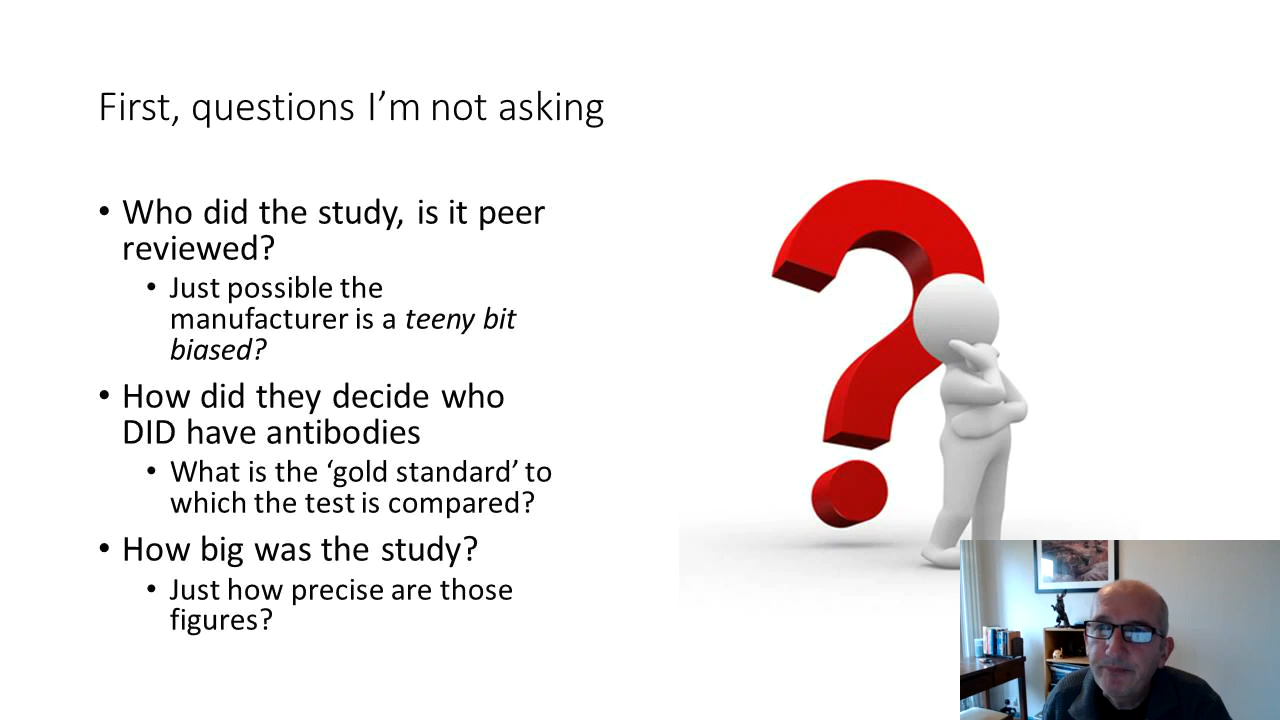 First, questions I’m not asking
• Who did the study, is it peer
reviewed?
• Just possible the
manufacturer is a teeny bit
biased?
• How did they decide who
DID have antibodies
• What is the ‘gold standard’ to
which the test is compared?
• How big was the study?
• Just how precise are those
figures?